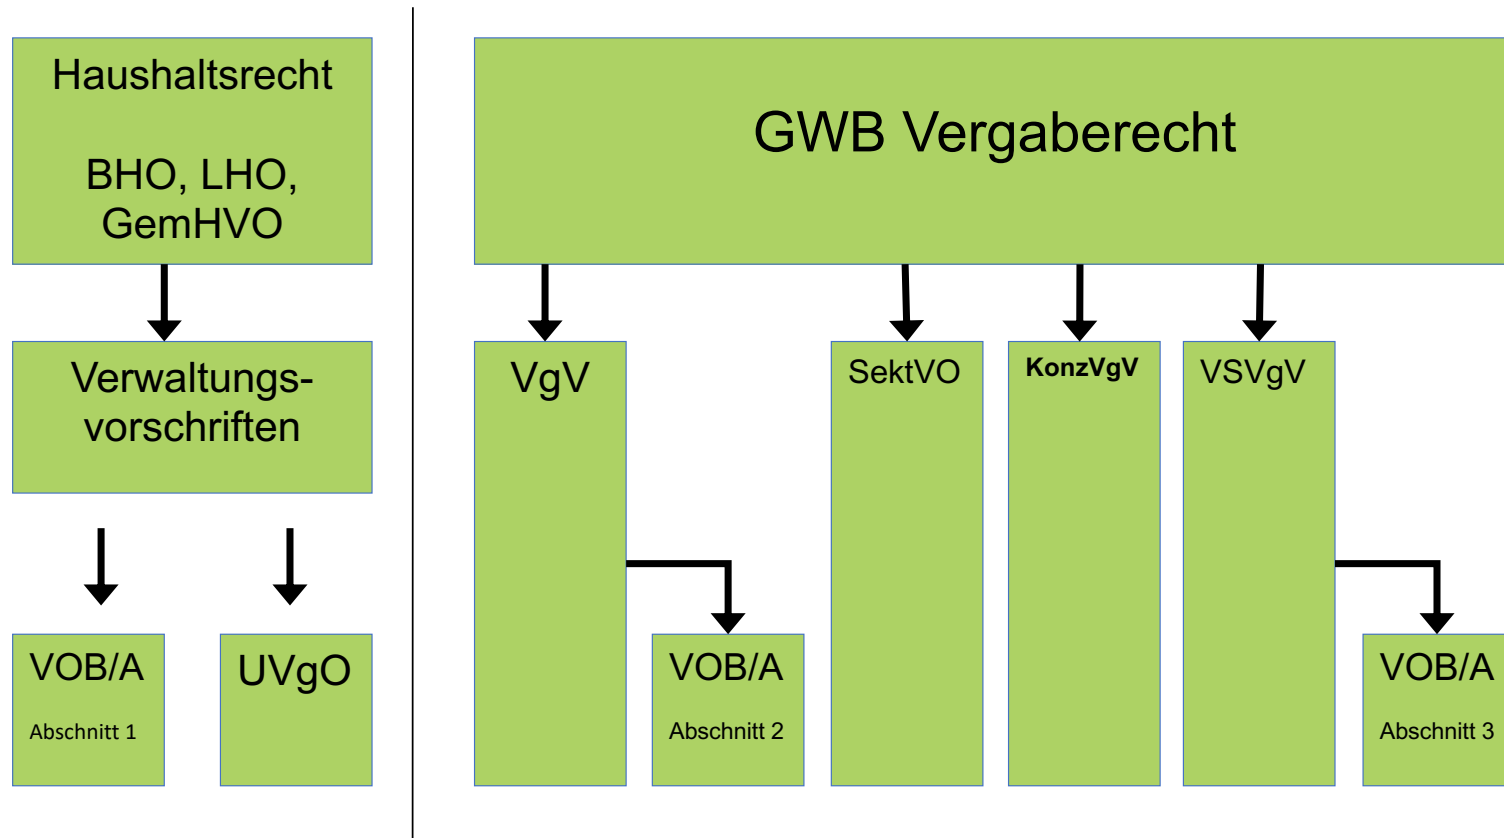 Haushaltsrecht
BHO, LHO,
GemHVO
GWB Vergaberecht
Verwaltungs-
vorschriften
VgV
SektVO
KonzVgV
VSVgV
VOB/A
Abschnitt 1
UVgO
VOB/A
Abschnitt 2
VOB/A
Abschnitt 3